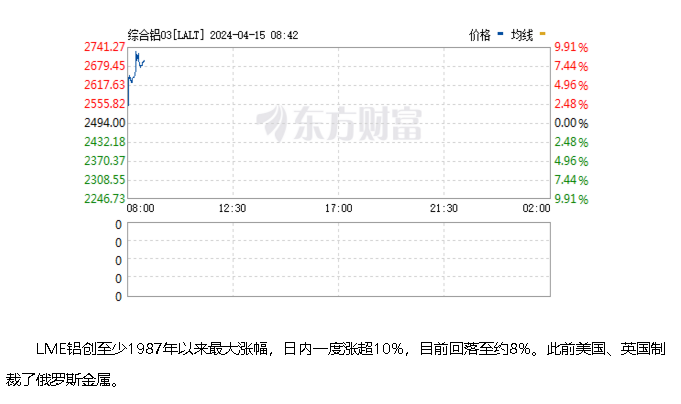 综合铝03[LALT] 2024-04-15 08:42 价格 均线
2741.27 9.91%
2679.45 7.44%
2617.63 4.96%
2555.82 2.48%
2494.00 0.00%
东方财富
2432.18 2.48%
2370.37 4.96%
2308.55 7.44%
2246.73 9.91%
08:00 12:30 17:00 21:30 02:00
0
0
0
0
0
LME铝创至少1987年以来最大涨幅，日内一度涨超10%，目前回落至约8%。此前美国、英国制
裁了俄罗斯金属。